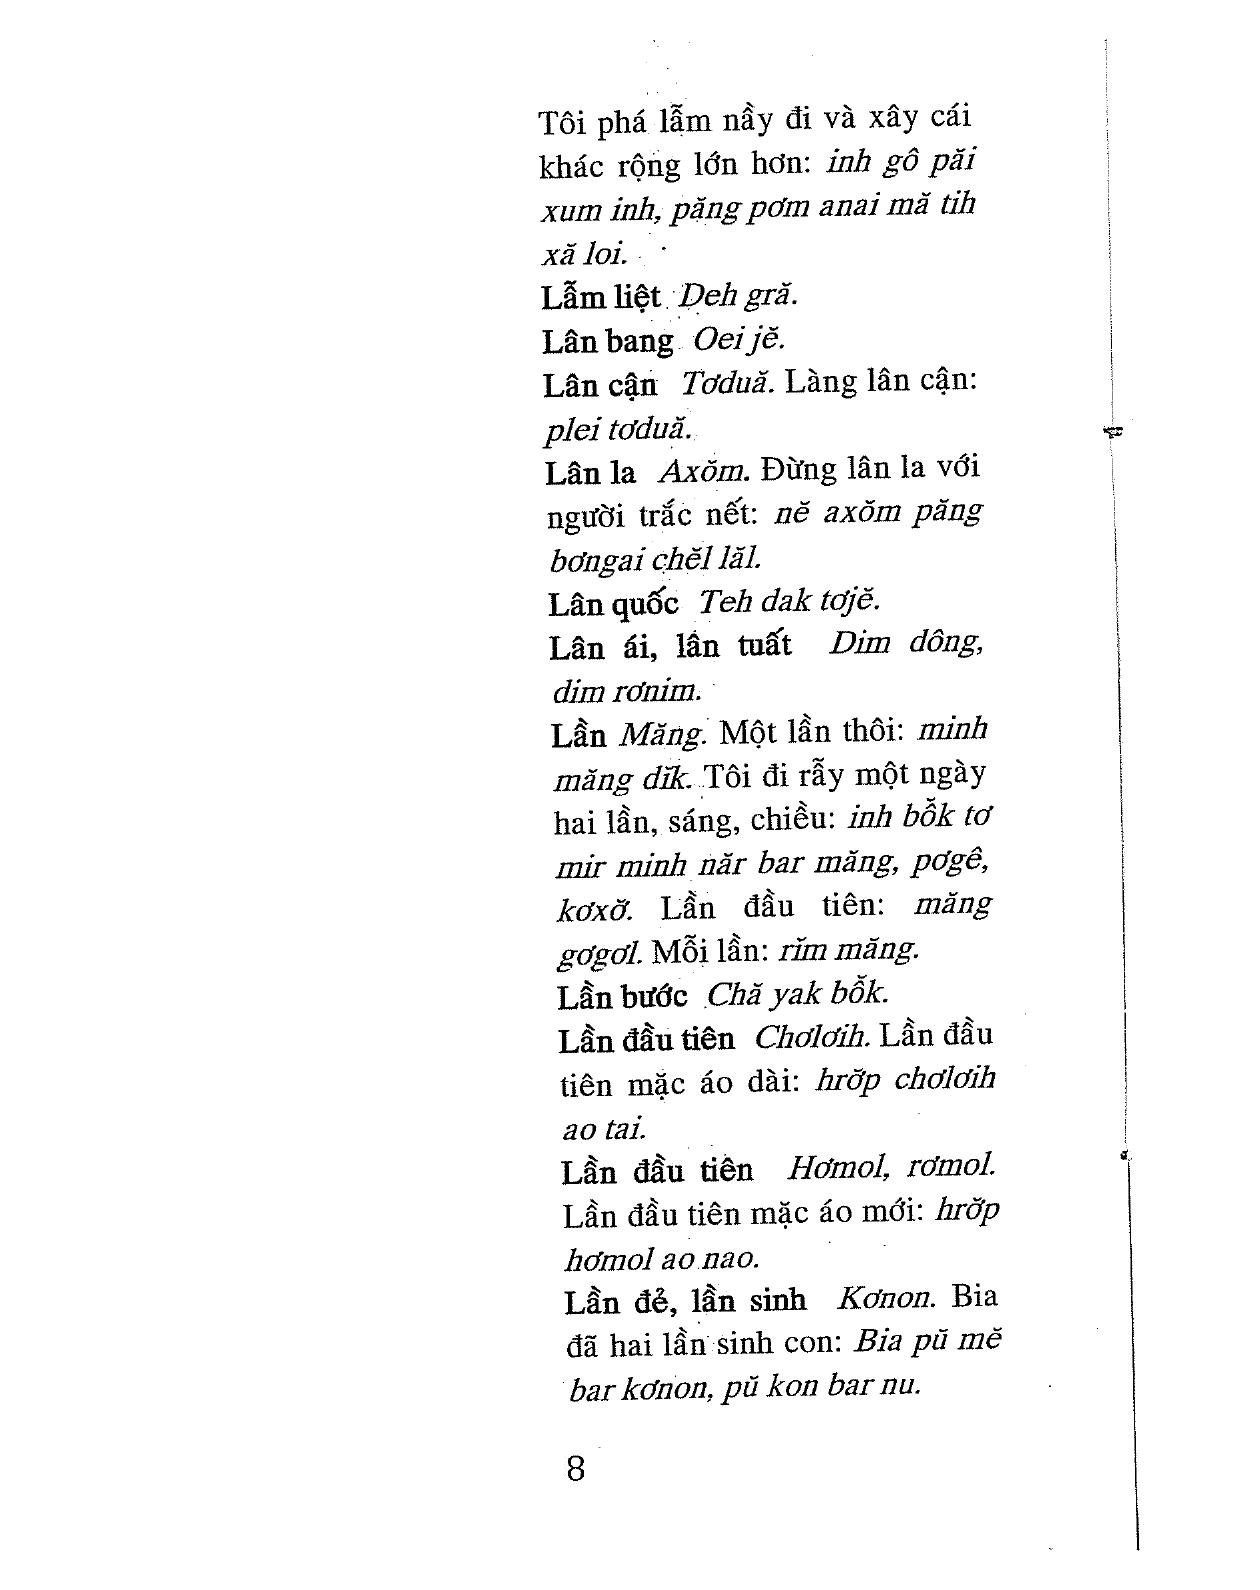 Tôi phá lẫm nầy đi và xây cái
khác rộng lớn hơn: inh gô păi
xum inh, păng pơm anai mă tih
xă loi.
Lẫm liệt Deh gră.
Lân bang Oei jĕ.
Lân cận Tơduă. Làng lân cận:
plei tơduă.
Lân la Axŏm. Đừng lân la với
người trắc nết: nĕ axŏm păng
bơngai chĕl lăl.
Lân quốc Teh dak tơjĕ.
Lân ái, lân tuất Dim dông,
dim rơnim.
Lần Măng. Một lần thôi: minh
măng dĭk. Tôi đi rẫy một ngày
hai lần, sáng, chiều: inh bô̆k tơ
mir minh năr bar măng, pơgê,
kơxơ̆. Lần đầu tiên: măng
gơgơl. Mỗi lần: rĭm măng.
Lần bước Chă yak bô̆k.
Lần đầu tiên Chơlơih. Lần đầu
tiên mặc áo dài: hrơ̆p chơlơih
ao tai.
Lần đầu tiên Hơmol, rơmol.
Lần đầu tiên mặc áo mới: hrơ̆p
hơmol ao nao.
Lần đẻ, lần sinh Kơnon. Bia
đã hai lần sinh con: Bia pŭ mĕ
bar kơnon, pŭ kon bar nu.
8